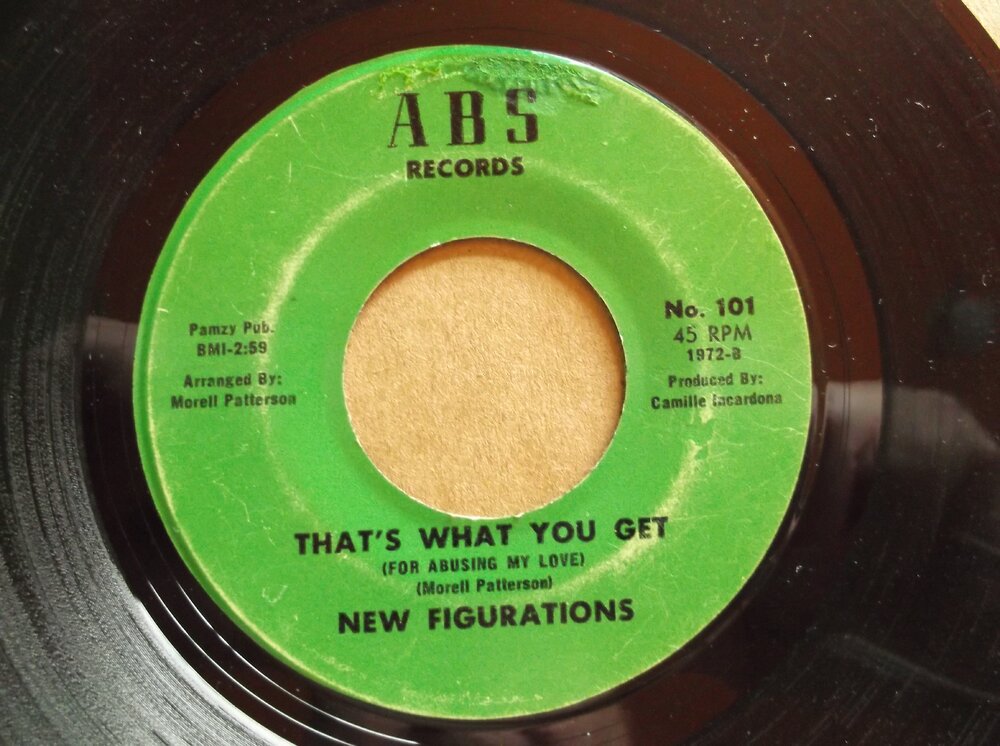 ABS
RECORDS
Pamzy Pub.
BMI-2:59
Arranged By:
Morell Patterson
No. 101
45 RPM
1972-B
Produced By:
Camille Incardona
THAT'S WHAT YOU GET
(FOR ABUSING MY LOVE)
(Morell Patterson)
NEW FIGURATIONS